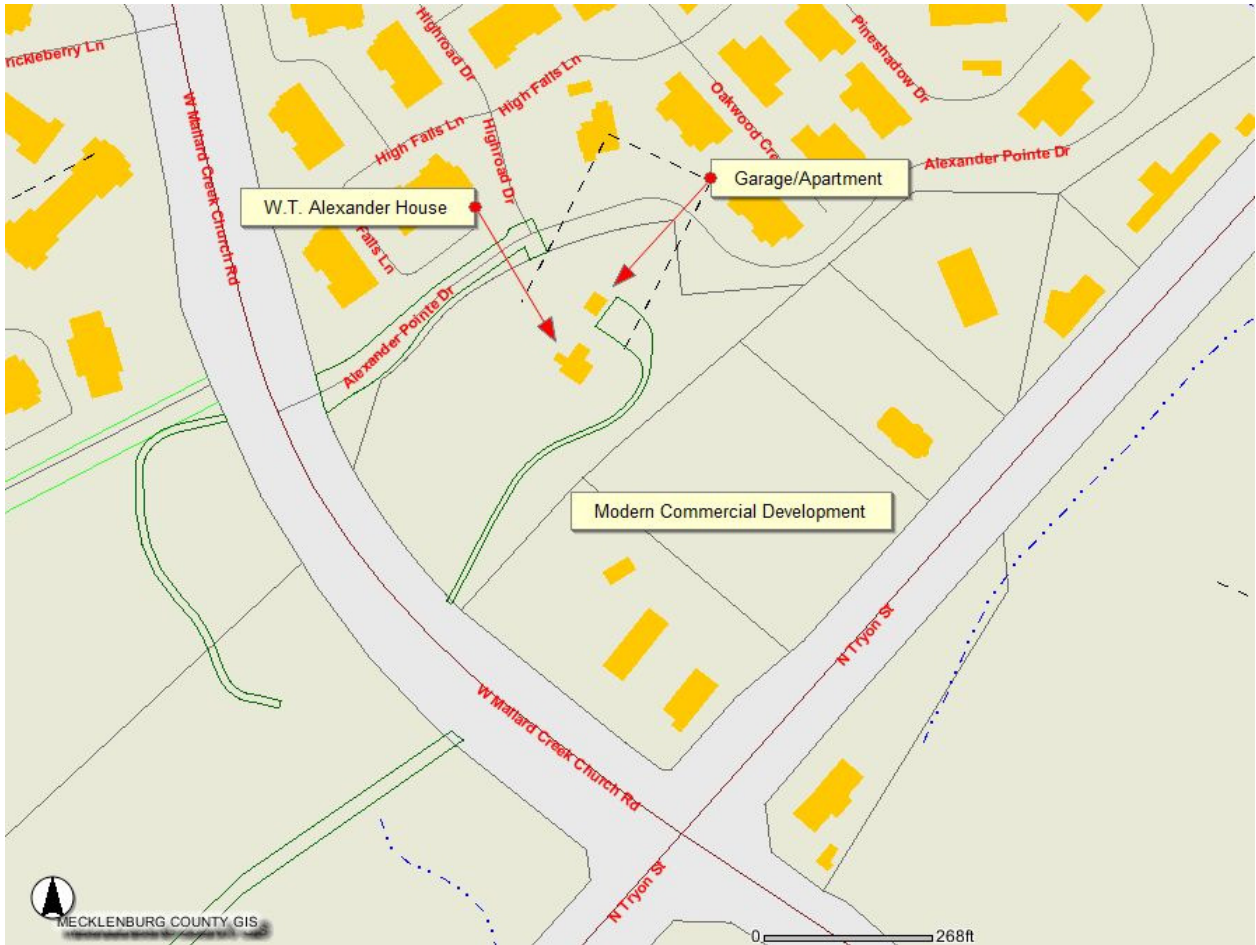 rickleberry Ln
Highroad Dr
High Falls Ln
Pineshadow Dr
W Mallard Creek Church Rd
High Falls Ln
Highroad Dr
Oakwood Cre
Alexander Pointe Dr
Garage/Apartment
W.T. Alexander House
Falls Ln
Alexander Pointe Dr
Modern Commercial Development
N Tryon St
W Mallard Creek Church Rd
N Tryon St
MECKLENBURG COUNTY GIS
0 268ft